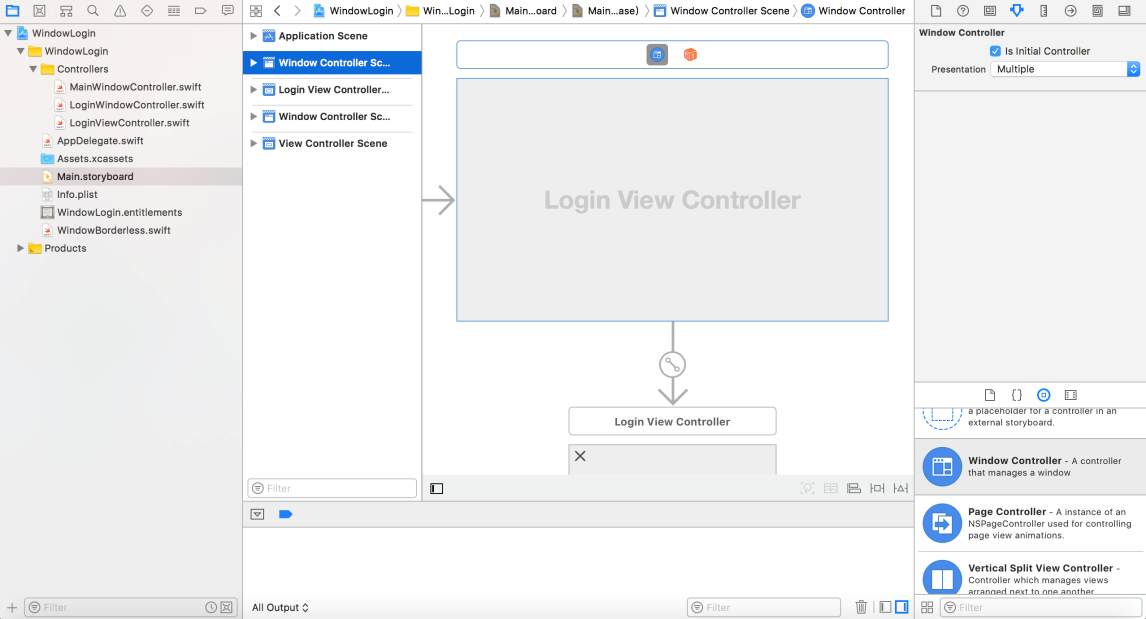 WindowLogin
Win...Login
Main....oard
Main....ase)
Window Controller Scene
Window Controller
WindowLogin
WindowLogin
Controllers
MainWindowController.swift
LoginWindowController.swift
LoginViewController.swift
AppDelegate.swift
Assets.xcassets
Main.storyboard
Info.plist
WindowLogin.entitlements
WindowBorderless.swift
Products
Filter
Application Scene
Window Controller Sc...
Login View Controller...
Window Controller Sc...
View Controller Scene
Filter
Login View Controller
Login View Controller
All Output
Filter
Window Controller
Is Initial Controller
Presentation Multiple
a placeholder for a controller in an
external storyboard.
Window Controller - A controller
that manages a window
Page Controller - A instance of an
NSPageController used for controlling
page view animations.
Vertical Split View Controller -
Controller which manages views
arranged next to one another
Filter